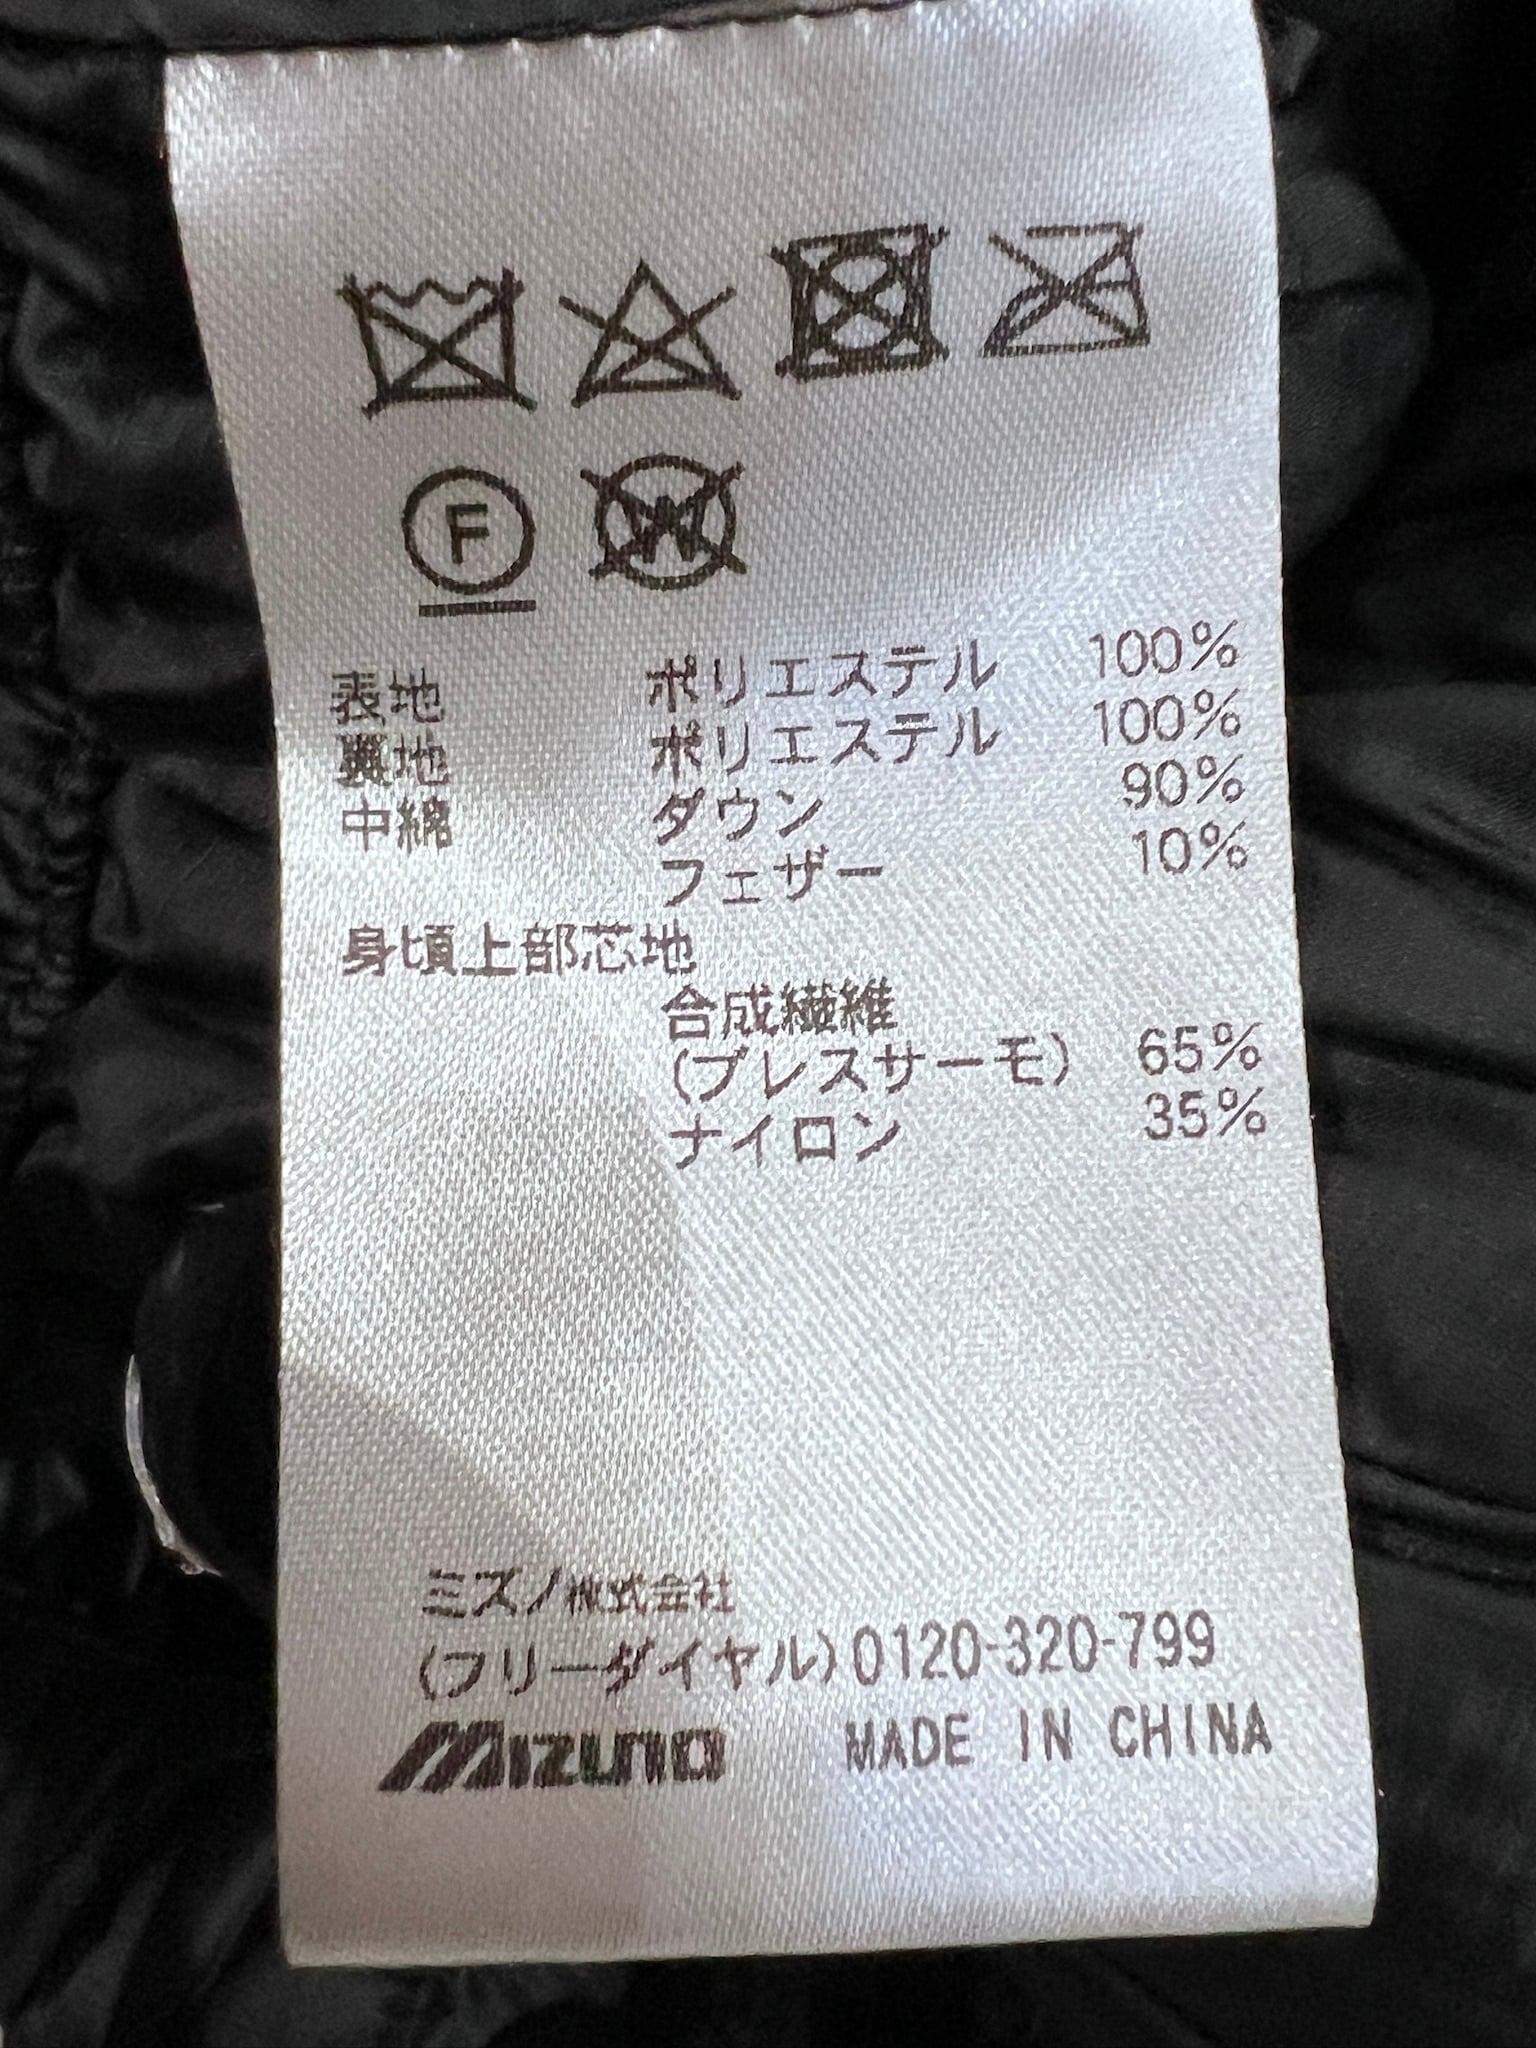 F
W
表地 ポリエステル 100%
裏地 ポリエステル 100%
中綿 ダウン 90%
フェザー 10%
身頃上部芯地
合成繊維
(ブレスサーモ) 65%
ナイロン 35%
ミズノ株式会社
(フリーダイヤル)0120-320-799
MIZUNO MADE IN CHINA